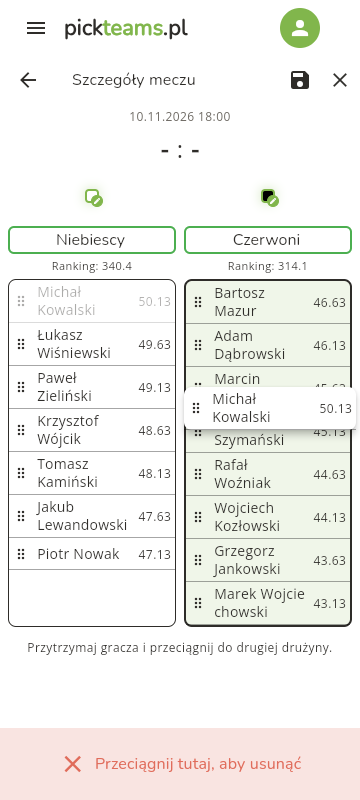 pickteams.pl
Szczegóły meczu
10.11.2026 18:00
- : -
Niebiescy
Ranking: 340.4
Michał
Kowalski
50.13
Łukasz
Wiśniewski
49.63
Paweł
Zieliński
49.13
Krzysztof
Wójcik
48.63
Tomasz
Kamiński
48.13
Jakub
Lewandowski
47.63
Piotr Nowak
47.13
Czerwoni
Ranking: 314.1
Bartosz
Mazur
46.63
Adam
Dąbrowski
46.13
Marcin
Michał
Kowalski
50.13
Szymański
45.13
Rafał
Woźniak
44.63
Wojciech
Kozłowski
44.13
Grzegorz
Jankowski
43.63
Marek Wojcie
chowski
43.13
Przytrzymaj gracza i przeciągnij do drugiej drużyny.
Przeciągnij tutaj, aby usunąć